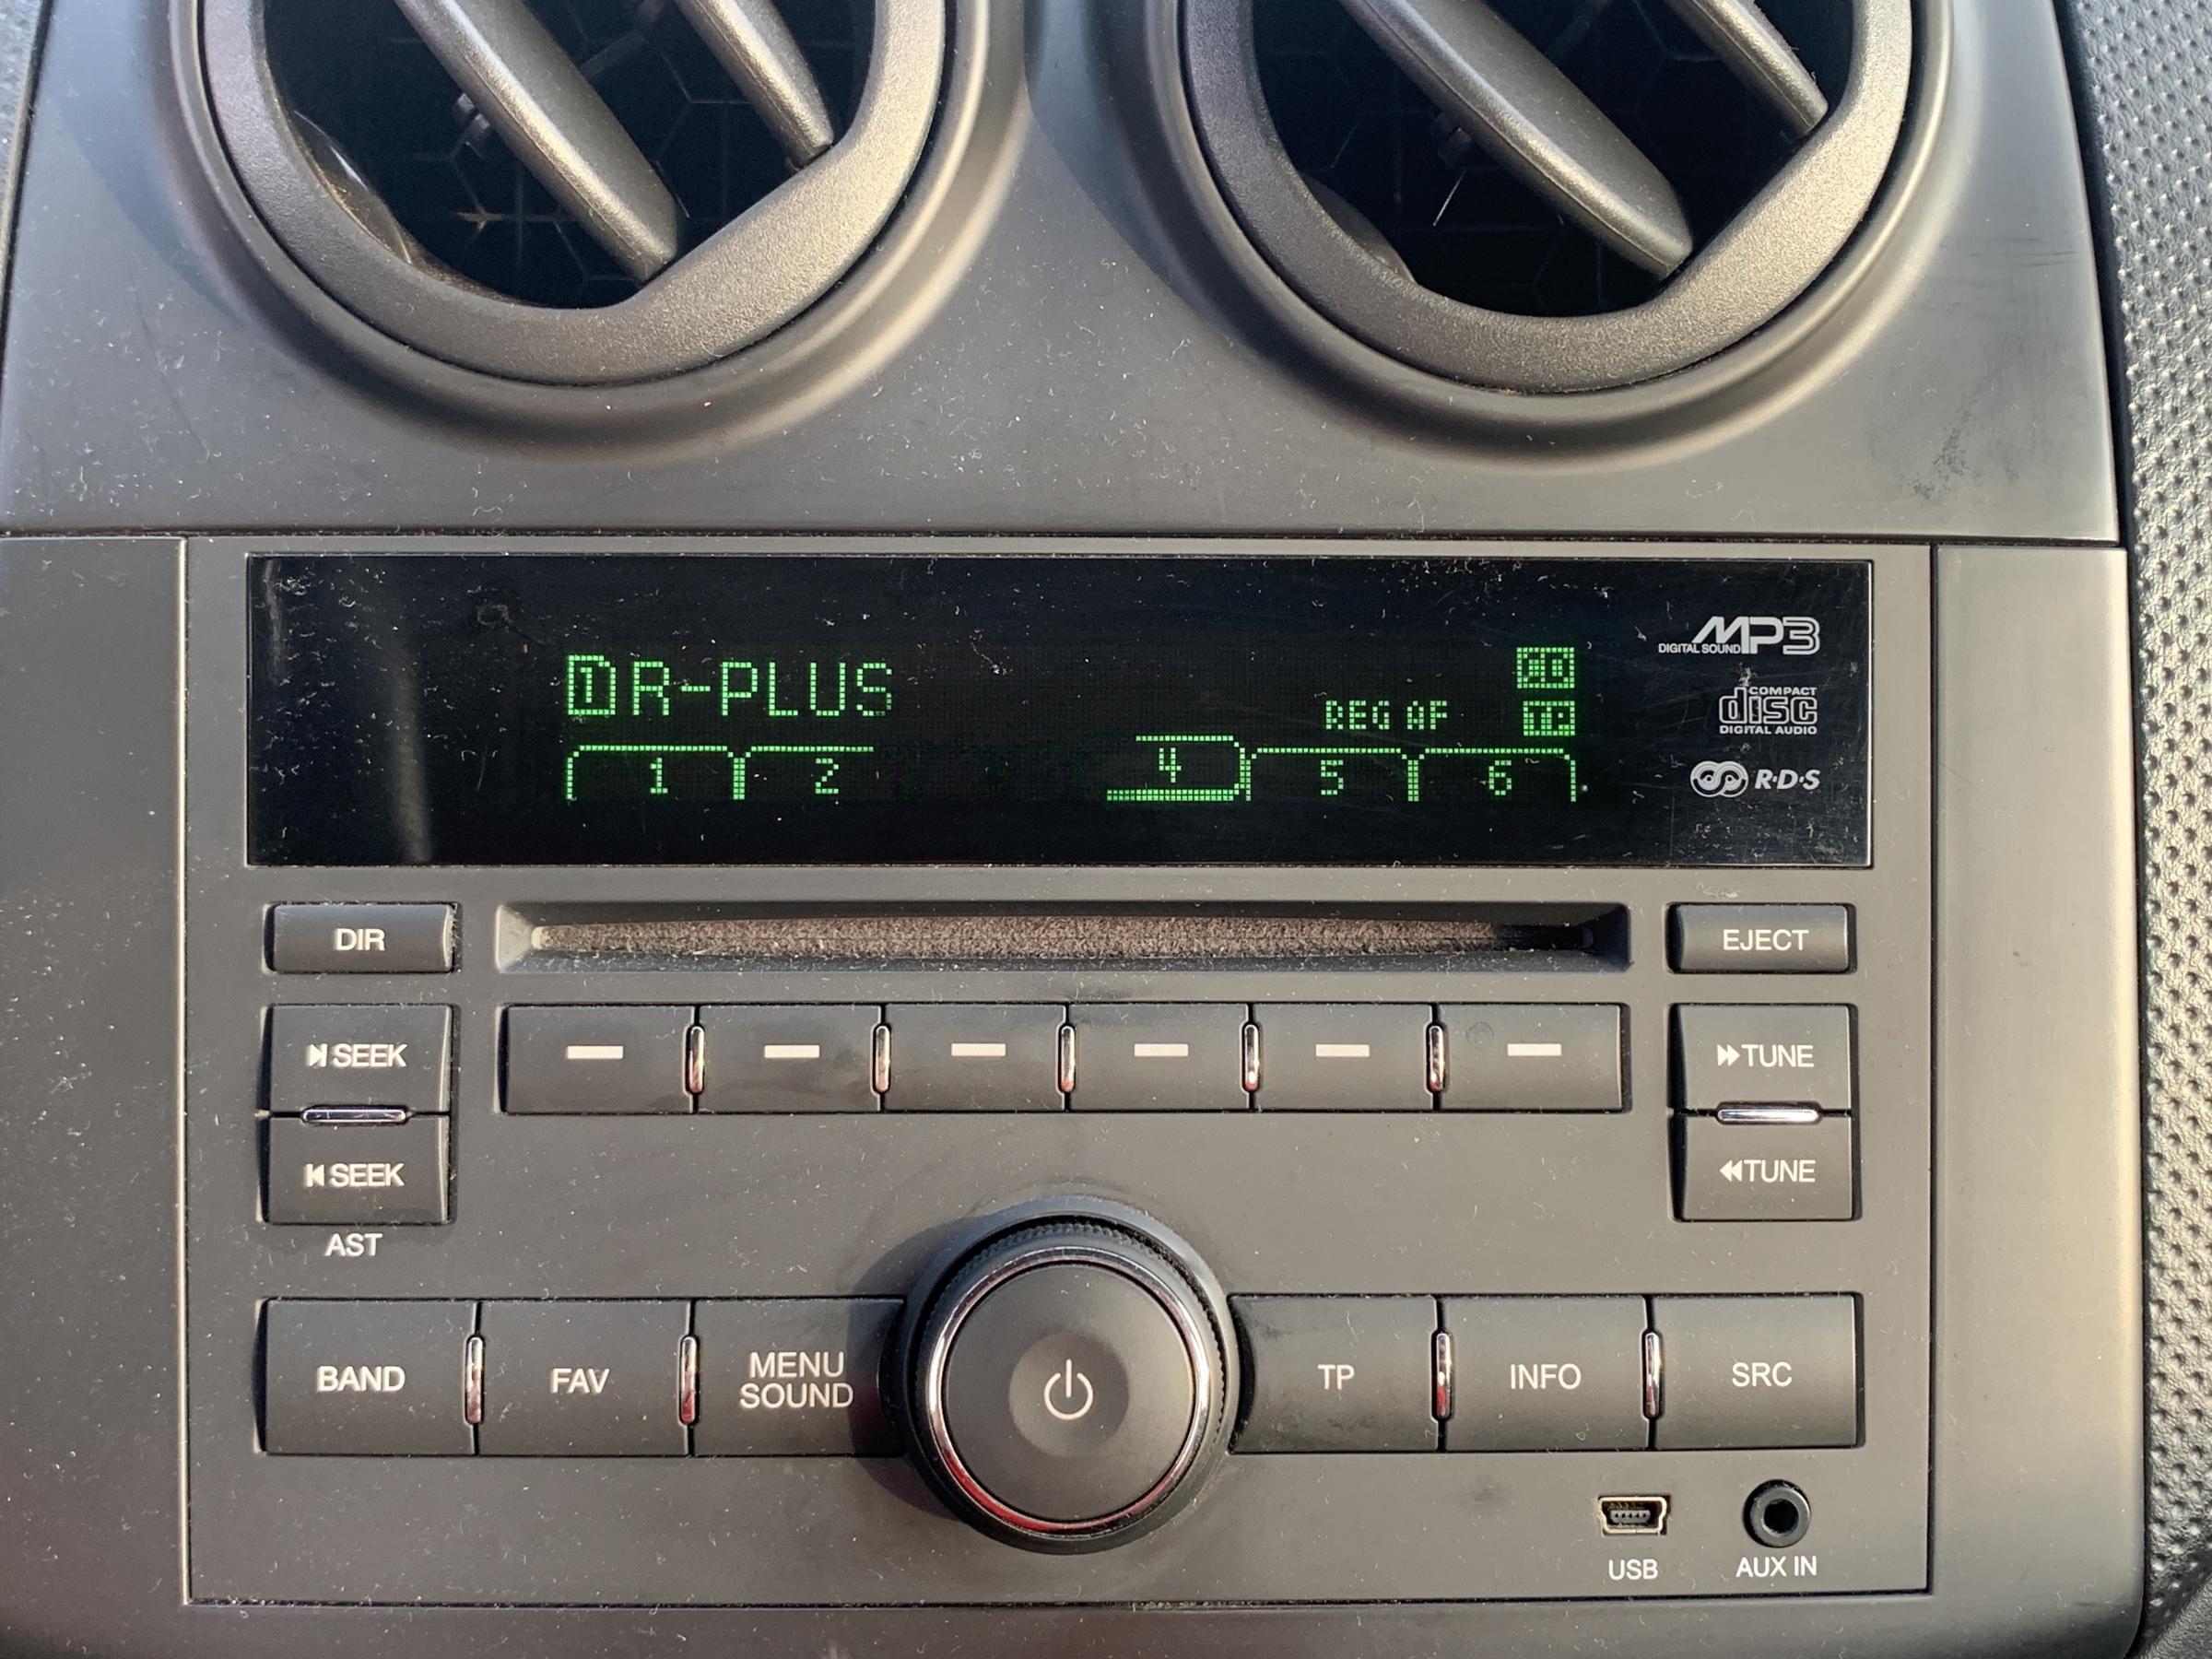 MP3
DIGITAL SOUND
R-PLUS
REG AF
COMPACT
disc
DIGITAL AUDIO
1 2 4 5 6
R·D·S
DIR
EJECT
SEEK
TUNE
SEEK
TUNE
AST
BAND
FAV
MENU
SOUND
TP
INFO
SRC
USB
AUX IN